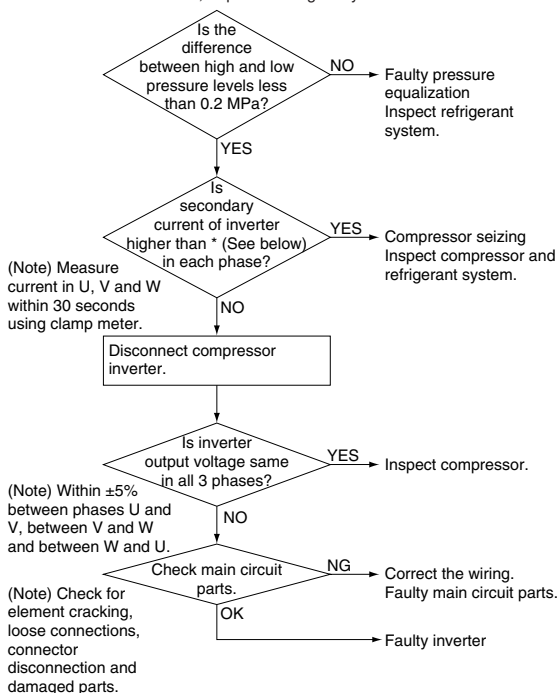 Is the
difference
between high and low
pressure levels less
than 0.2 MPa?
NO
Faulty pressure
equalization
Inspect refrigerant
system.
YES
Is
secondary
current of inverter
higher than * (See below)
in each phase?
YES
Compressor seizing
Inspect compressor and
refrigerant system.
(Note) Measure
current in U, V and W
within 30 seconds
using clamp meter.
NO
Disconnect compressor
inverter.
Is inverter
output voltage same
in all 3 phases?
YES
Inspect compressor.
(Note) Within ±5%
between phases U and
V, between V and W
and between W and U.
NO
Check main circuit
parts.
NG
Correct the wiring.
Faulty main circuit parts.
(Note) Check for
element cracking,
loose connections,
connector
disconnection and
damaged parts.
OK
Faulty inverter